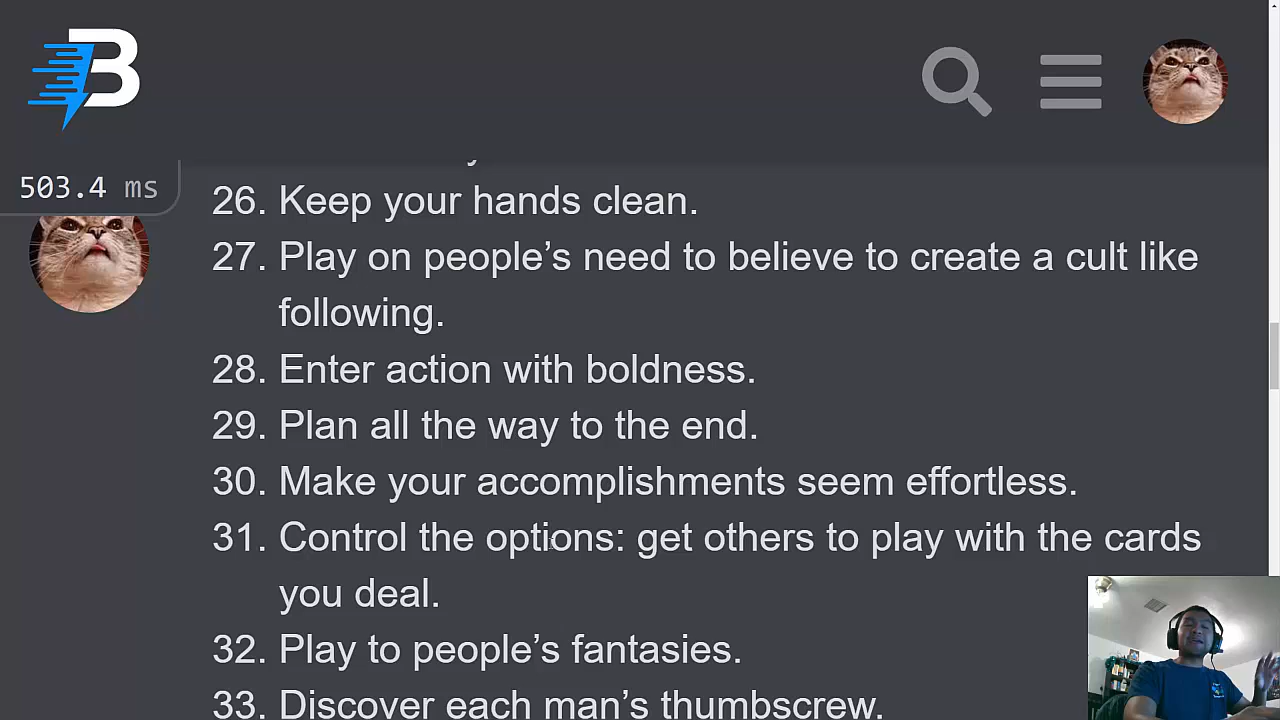 B
503.4 ms
26. Keep your hands clean.
27. Play on people’s need to believe to create a cult like
following.
28. Enter action with boldness.
29. Plan all the way to the end.
30. Make your accomplishments seem effortless.
31. Control the options: get others to play with the cards
you deal.
32. Play to people’s fantasies.
33. Discover each man’s thumbscrew.